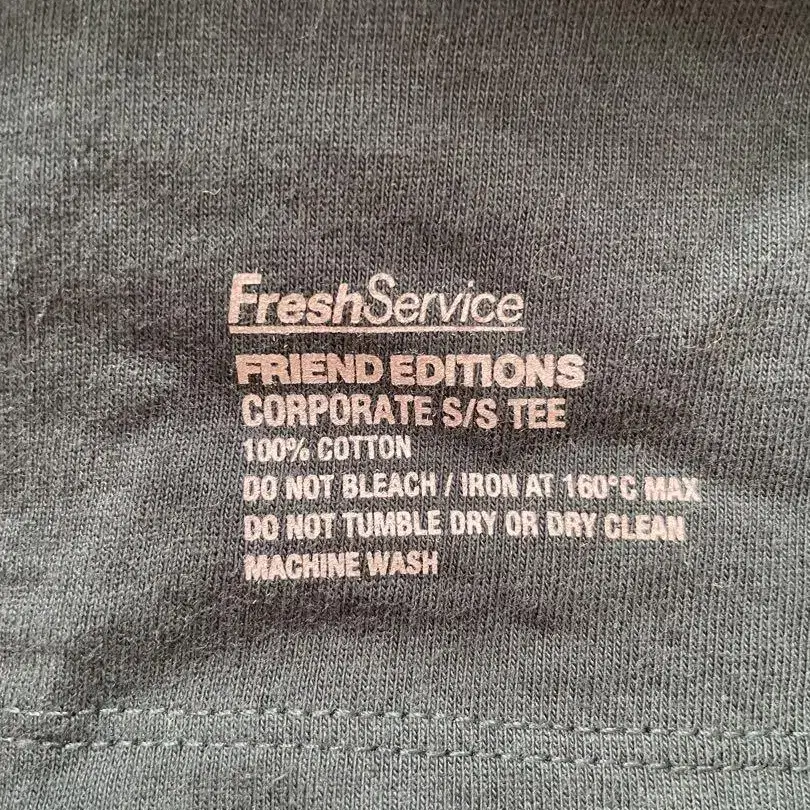 FreshService
FRIEND EDITIONS
CORPORATE S/S TEE
100% COTTON
DO NOT BLEACH / IRON AT 160°C MAX
DO NOT TUMBLE DRY OR DRY CLEAN
MACHINE WASH